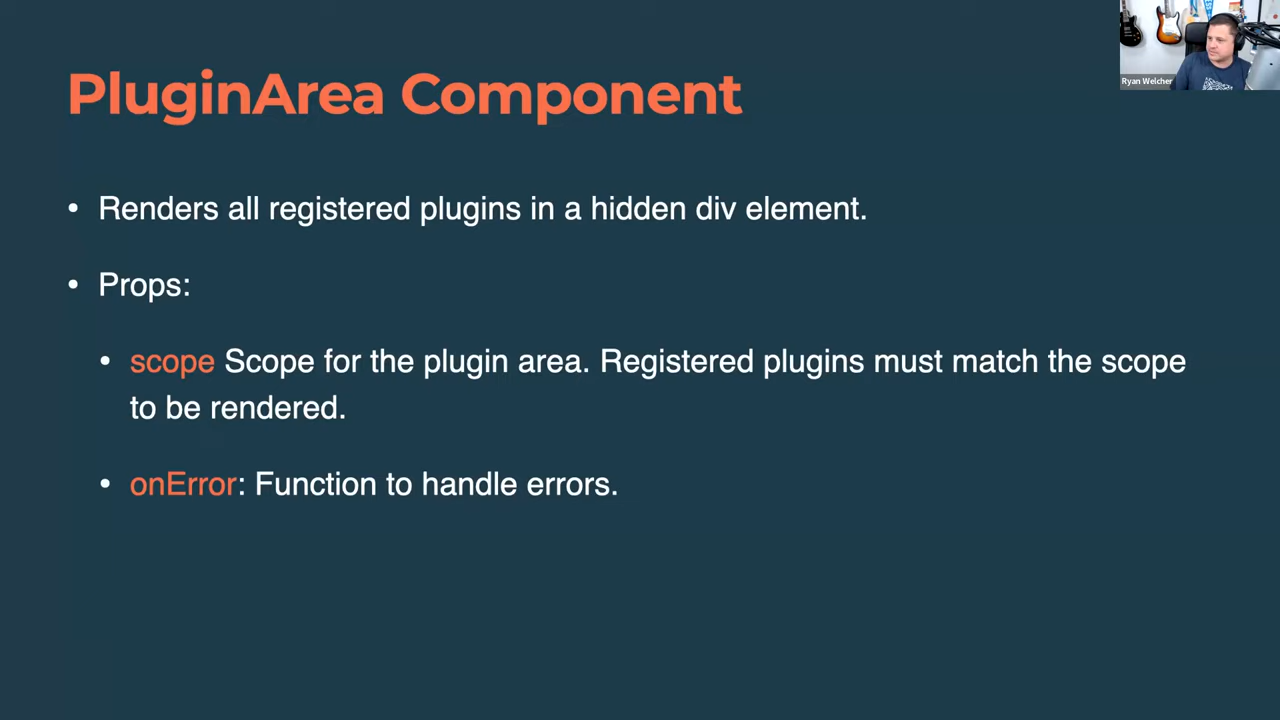 PluginArea Component
Ryan Welcher
• Renders all registered plugins in a hidden div element.
• Props:
• scope Scope for the plugin area. Registered plugins must match the scope
to be rendered.
• onError: Function to handle errors.